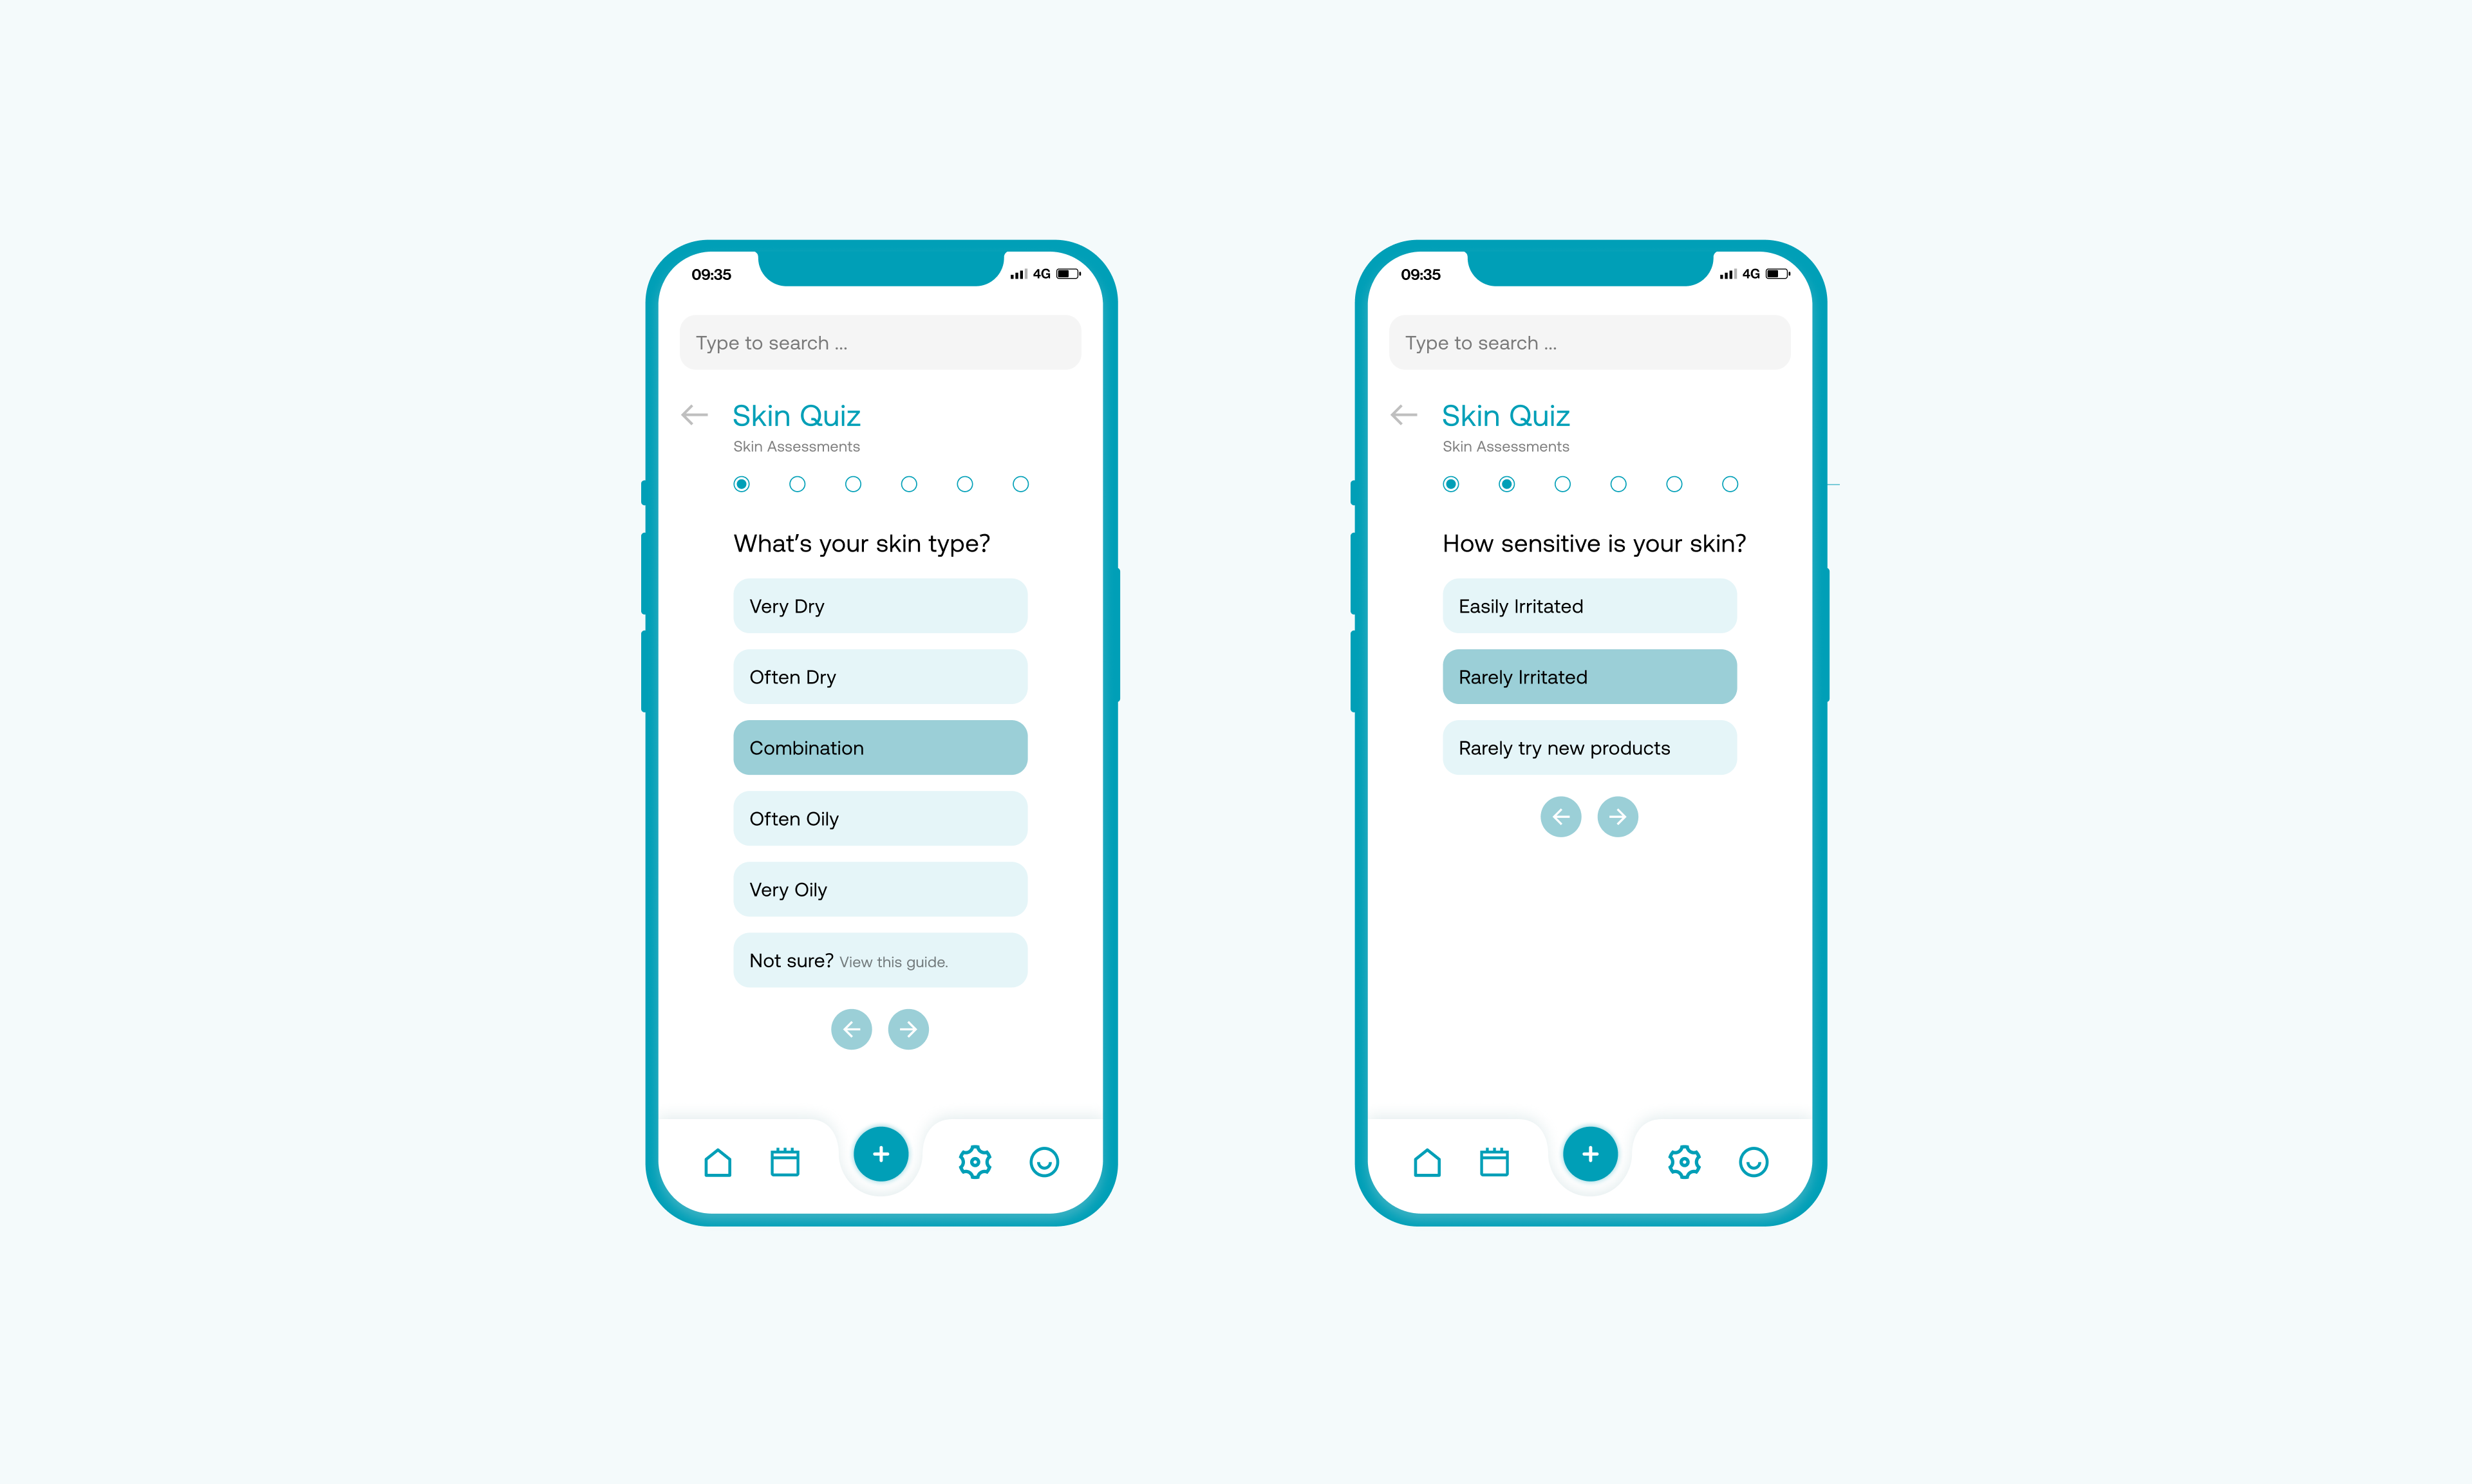 09:35
4G
Type to search ...
Skin Quiz
Skin Assessments
What's your skin type?
Very Dry
Often Dry
Combination
Often Oily
Very Oily
Not sure? View this guide.
09:35
4G
Type to search ...
Skin Quiz
Skin Assessments
How sensitive is your skin?
Easily Irritated
Rarely Irritated
Rarely try new products